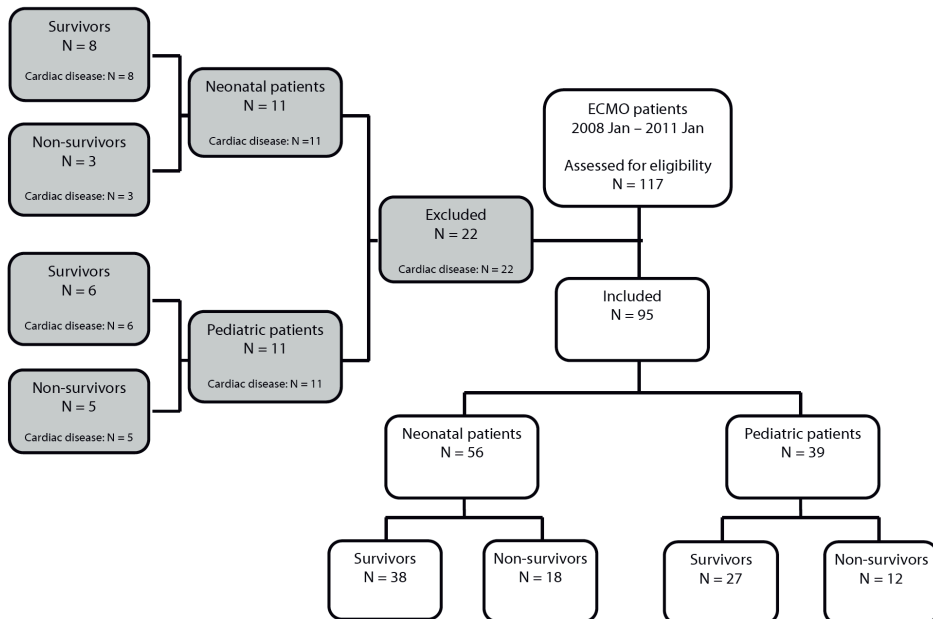 Survivors
N = 8
Cardiac disease: N = 8
Non-survivors
N = 3
Cardiac disease: N = 3
Neonatal patients
N = 11
Cardiac disease: N =11
Survivors
N = 6
Cardiac disease: N = 6
Non-survivors
N = 5
Cardiac disease: N = 5
Pediatric patients
N = 11
Cardiac disease: N = 11
Excluded
N = 22
Cardiac disease: N = 22
ECMO patients
2008 Jan – 2011 Jan
Assessed for eligibility
N = 117
Included
N = 95
Neonatal patients
N = 56
Pediatric patients
N = 39
Survivors
N = 38
Non-survivors
N = 18
Survivors
N = 27
Non-survivors
N = 12